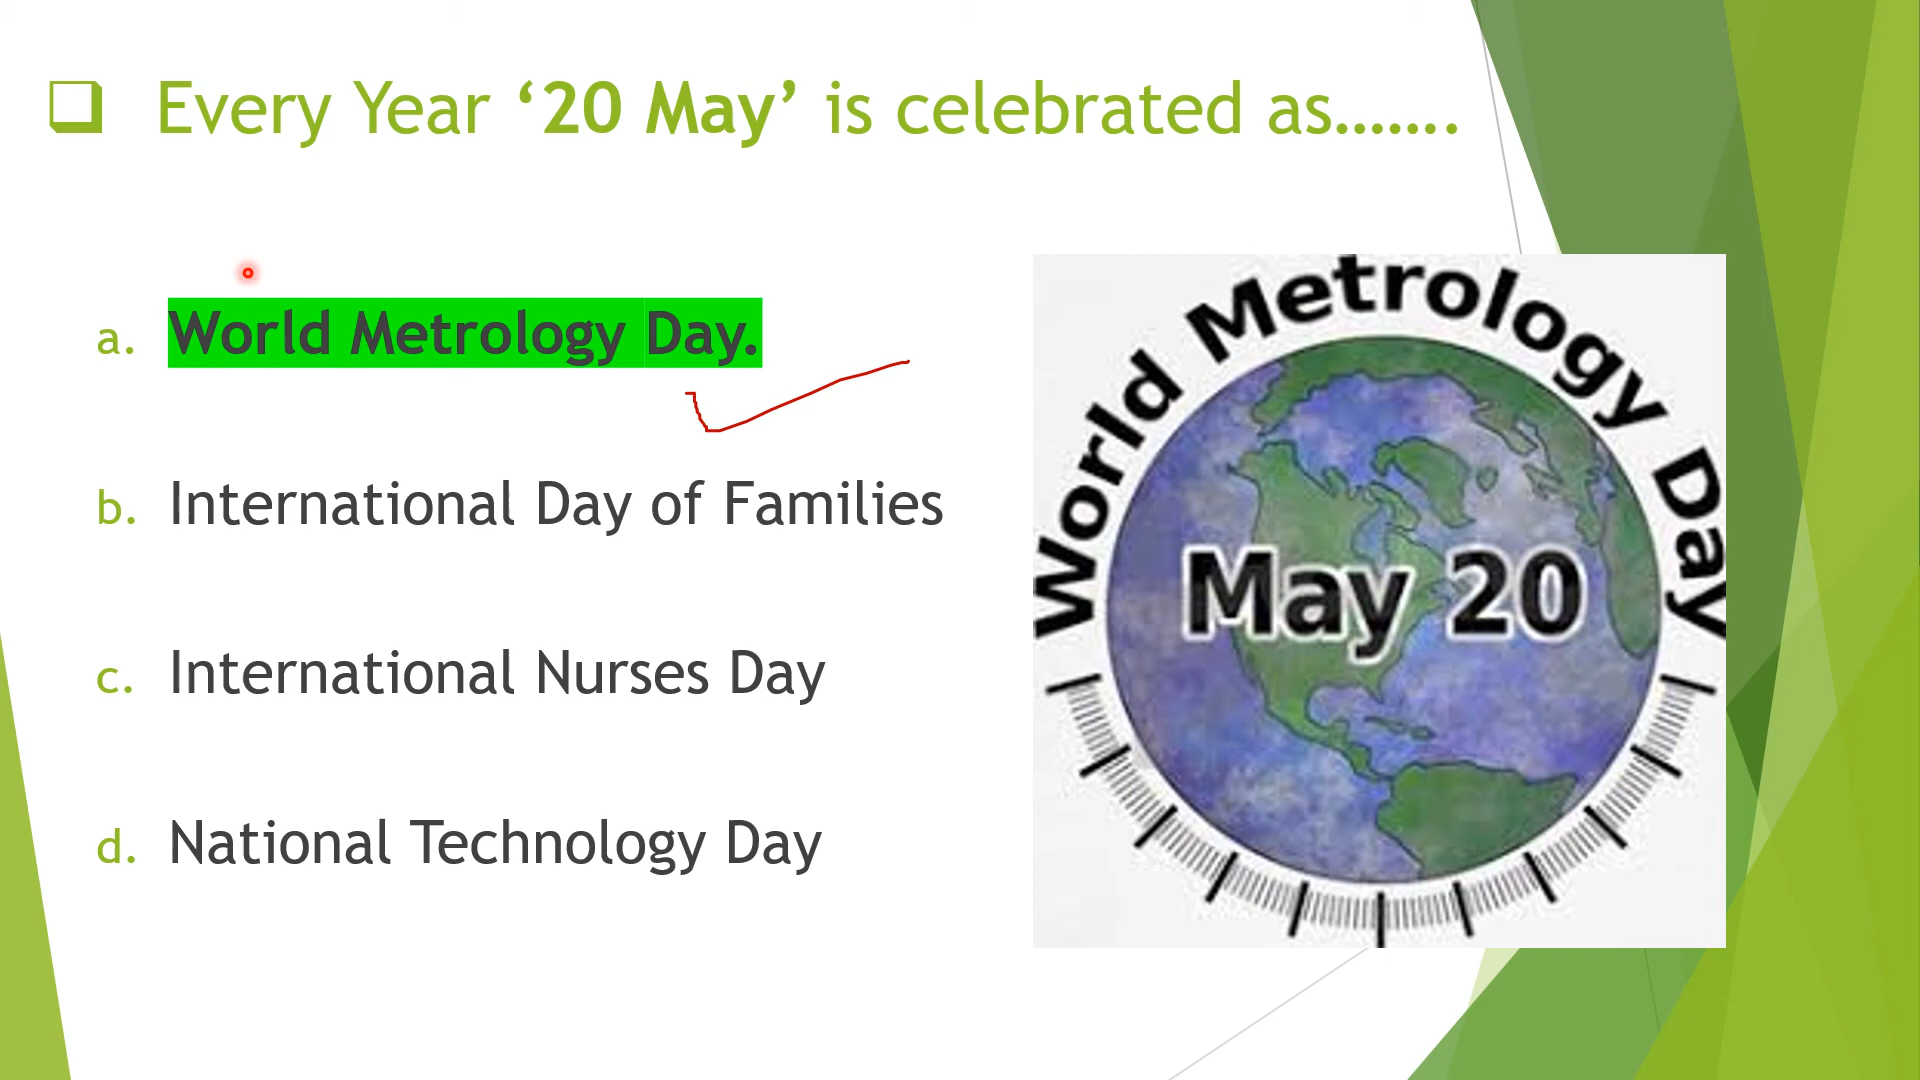 Every Year ‘20 May’ is celebrated as.......
a. World Metrology Day.
b. International Day of Families
c. International Nurses Day
d. National Technology Day
World Metrology Day
May 20